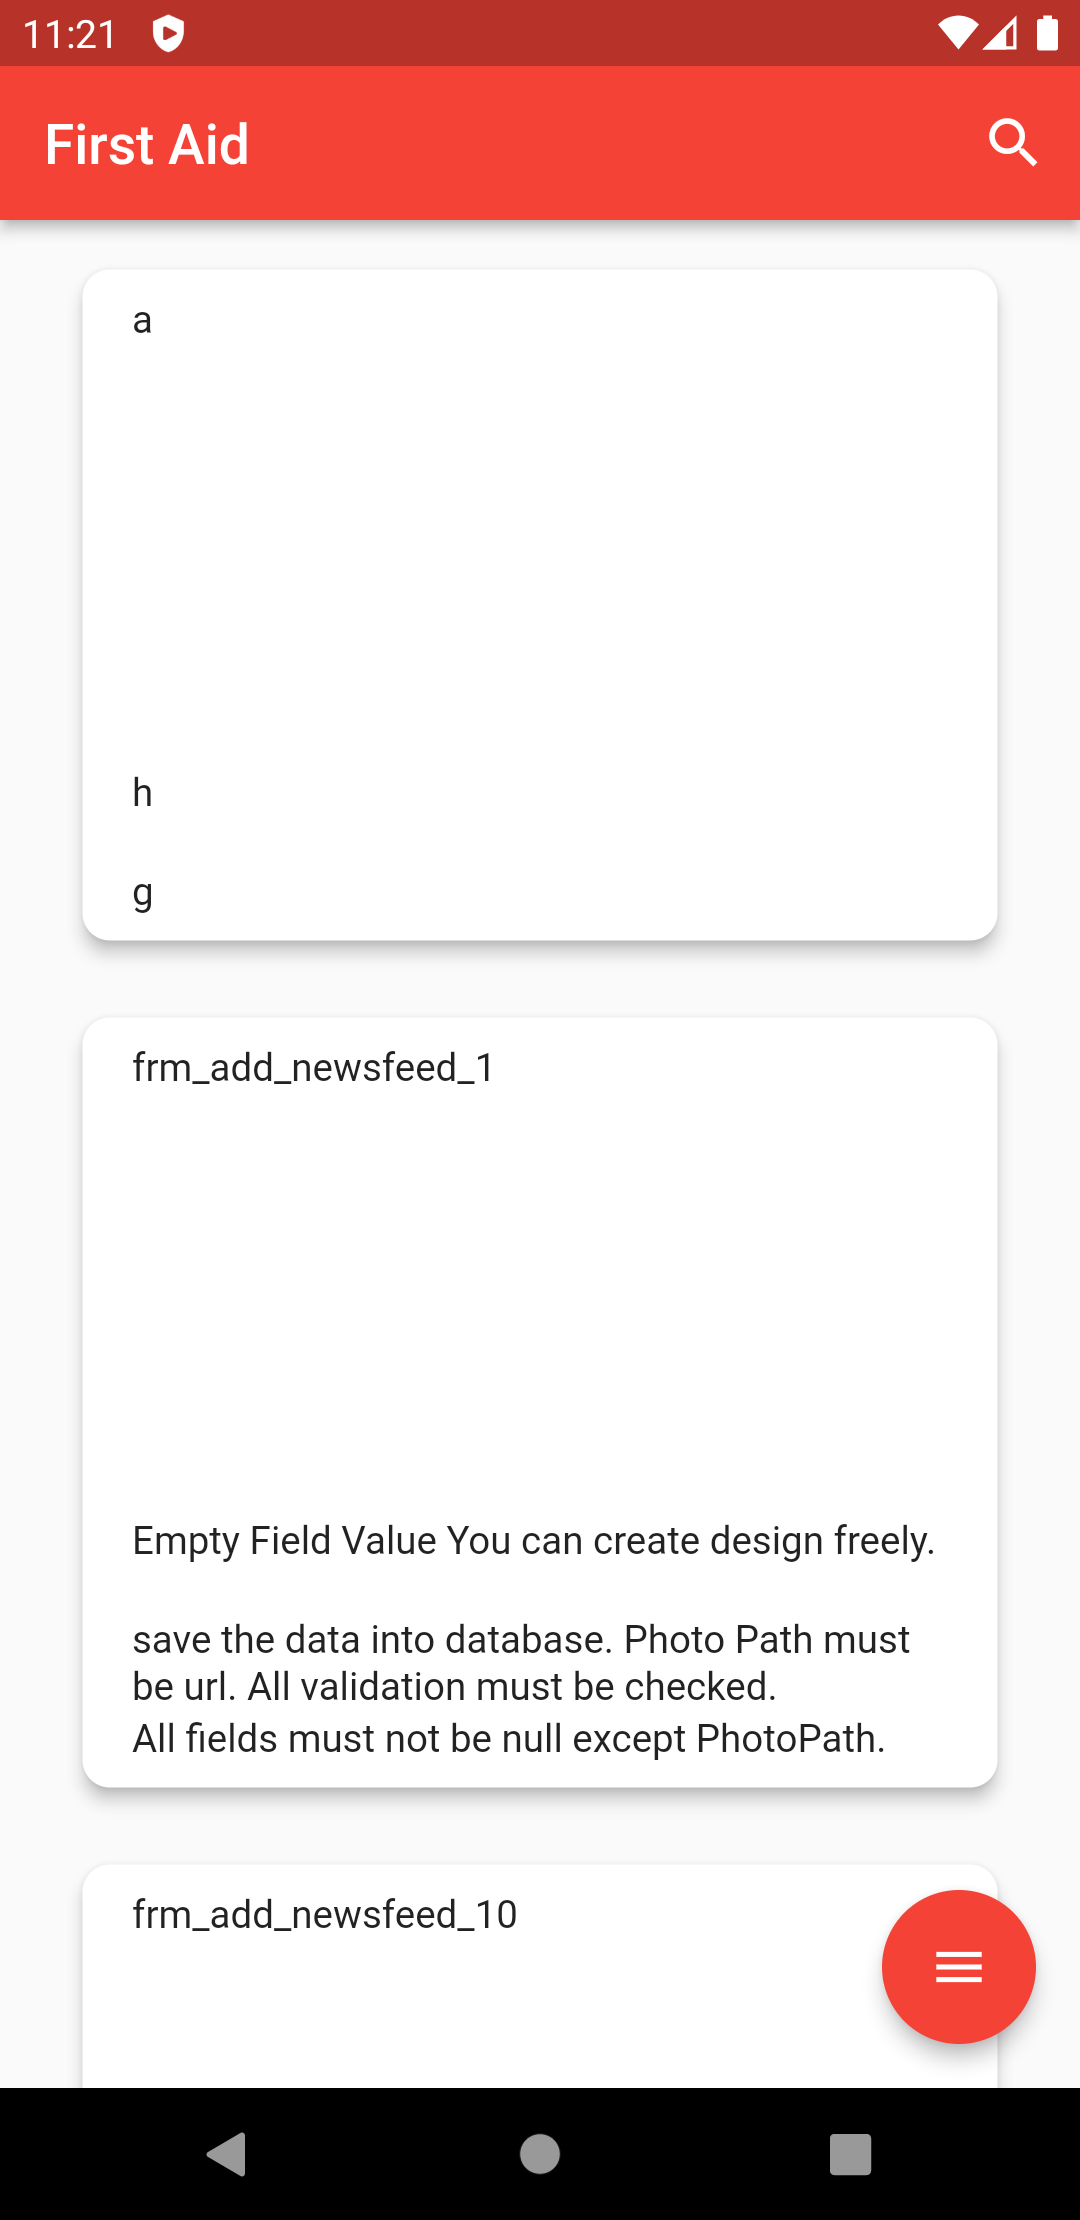 11:21
First Aid
a
h
g
frm_add_newsfeed_1
Empty Field Value You can create design freely.
save the data into database. Photo Path must
be url. All validation must be checked.
All fields must not be null except PhotoPath.
frm_add_newsfeed_10